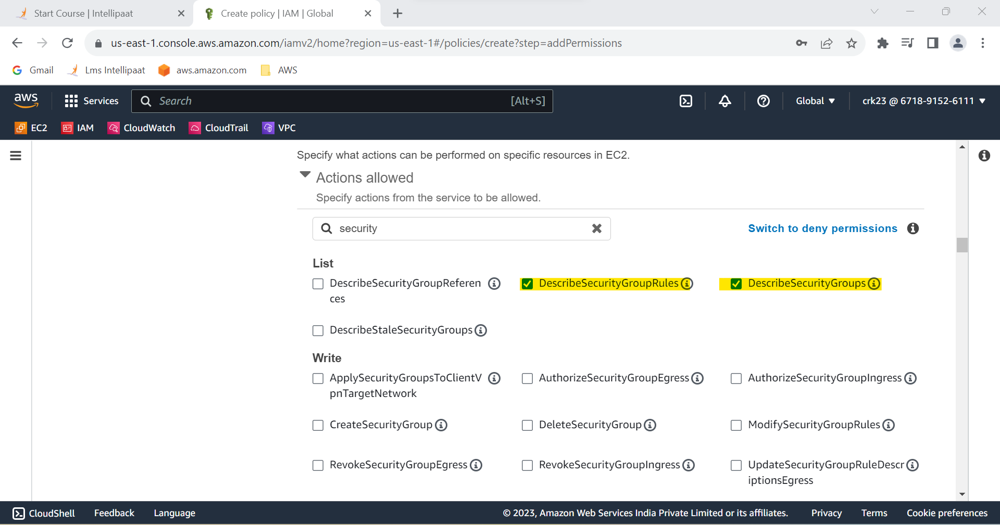 Start Course | Intellipaat
Create policy | IAM | Global
us-east-1.console.aws.amazon.com/iamv2/home?region=us-east-1#/policies/create?step=addPermissions
Gmail Lms Intellipaat aws.amazon.com AWS
aws Services Search [Alt+S] Global crk23 @ 6718-9152-6111
EC2 IAM CloudWatch CloudTrail VPC
Specify what actions can be performed on specific resources in EC2.
Actions allowed
Specify actions from the service to be allowed.
security Switch to deny permissions
List
DescribeSecurityGroupReferen
ces
DescribeSecurityGroupRules
DescribeSecurityGroups
DescribeStaleSecurityGroups
Write
ApplySecurityGroupsToClientV
pnTargetNetwork
AuthorizeSecurityGroupEgress
AuthorizeSecurityGroupIngress
CreateSecurityGroup
DeleteSecurityGroup
ModifySecurityGroupRules
RevokeSecurityGroupEgress
RevokeSecurityGroupIngress
UpdateSecurityGroupRuleDescr
iptionsEgress
CloudShell Feedback Language © 2023, Amazon Web Services India Private Limited or its affiliates. Privacy Terms Cookie preferences